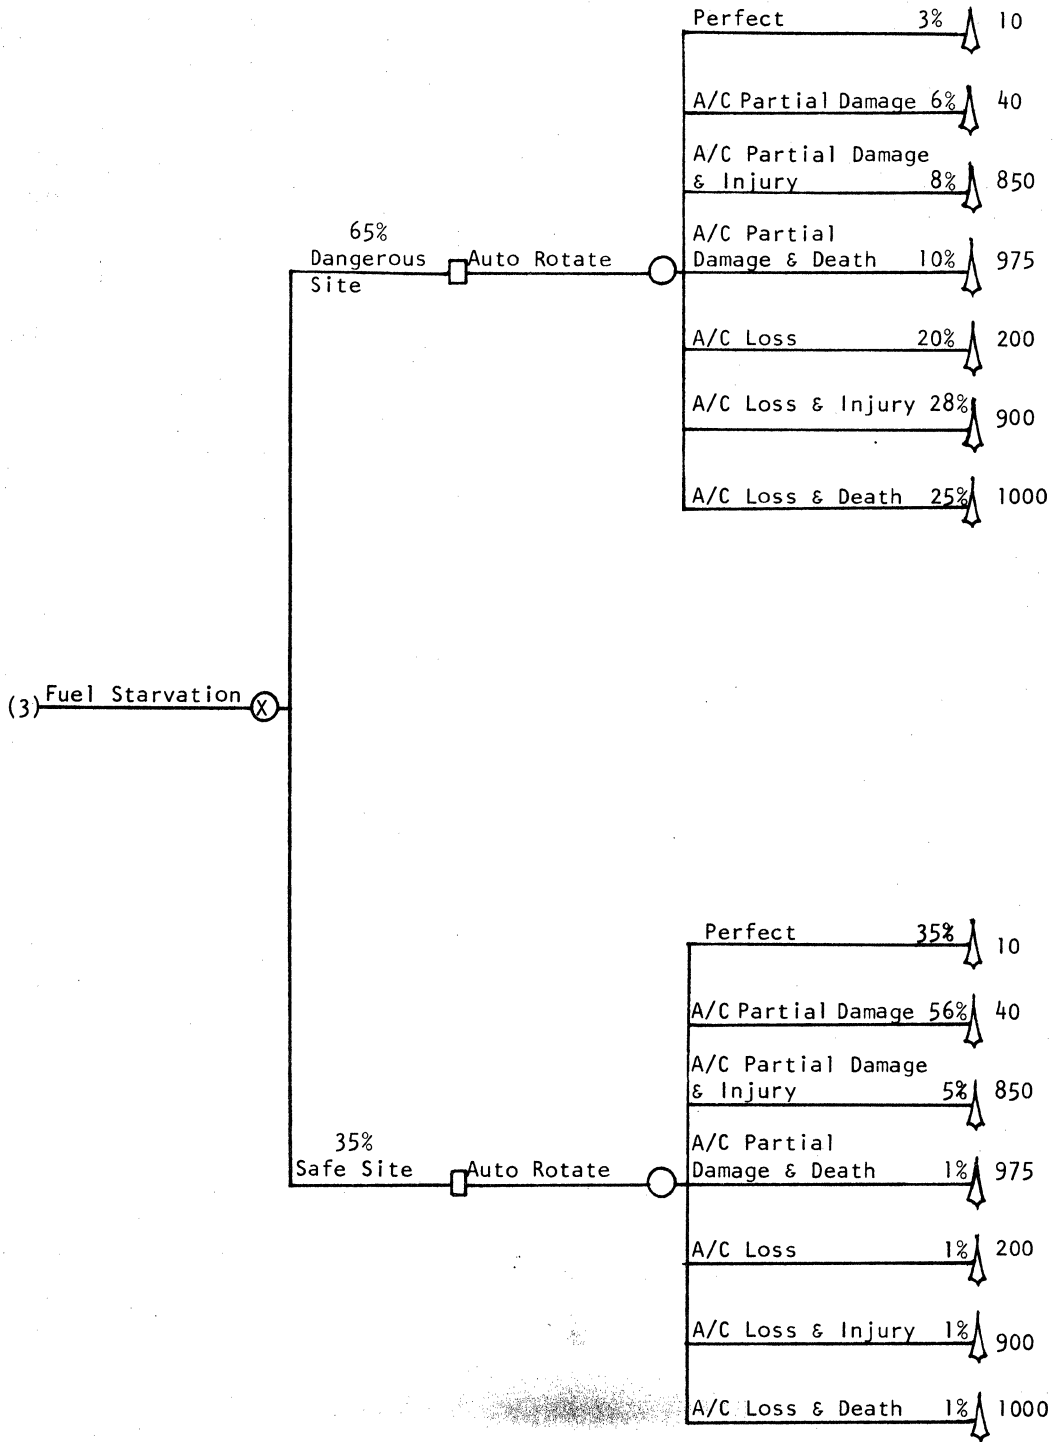 Perfect 3% 10
A/C Partial Damage 6% 40
A/C Partial Damage
& Injury 8% 850
A/C Partial
Damage & Death 10% 975
A/C Loss 20% 200
A/C Loss & Injury 28% 900
A/C Loss & Death 25% 1000
65%
Dangerous
Site
Auto Rotate
(3) Fuel Starvation X
35%
Safe Site
Auto Rotate
Perfect 35% 10
A/C Partial Damage 56% 40
A/C Partial Damage
& Injury 5% 850
A/C Partial
Damage & Death 1% 975
A/C Loss 1% 200
A/C Loss & Injury 1% 900
A/C Loss & Death 1% 1000